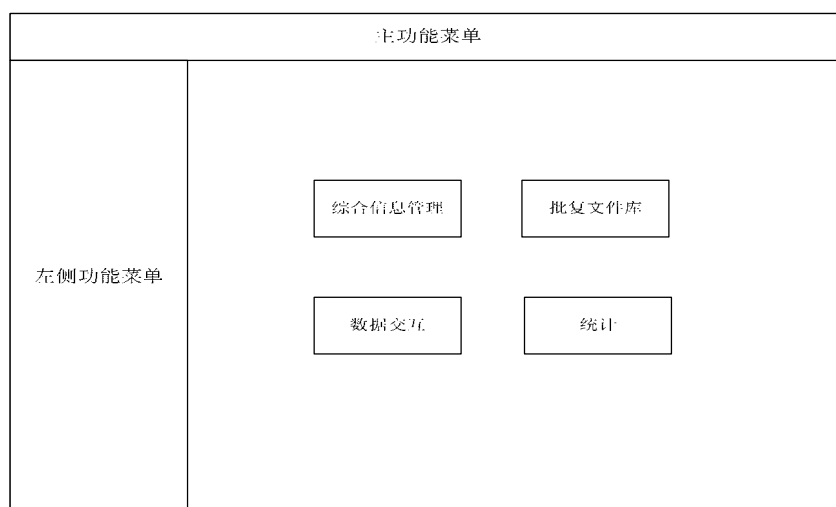 主功能菜单
左侧功能菜单
综合信息管理
批复文件库
数据交互
统计